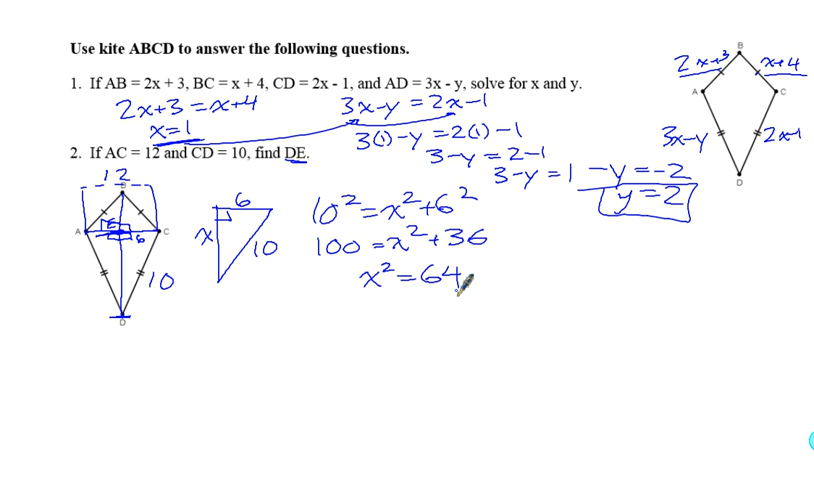 Use kite ABCD to answer the following questions.
1. If AB = 2x + 3, BC = x + 4, CD = 2x - 1, and AD = 3x - y, solve for x and y.
2x+3 = x+4
x=1
3x-y = 2x-1
3(1)-y = 2(1)-1
3-y = 2-1
3-y = 1
-y = -2
y = 2
B
2x+3
x+4
A
C
3x-y
2x-1
D
2. If AC = 12 and CD = 10, find DE.
12
B
A
E
6
C
10
D
6
x
10
10² = x² + 6²
100 = x² + 36
x² = 64